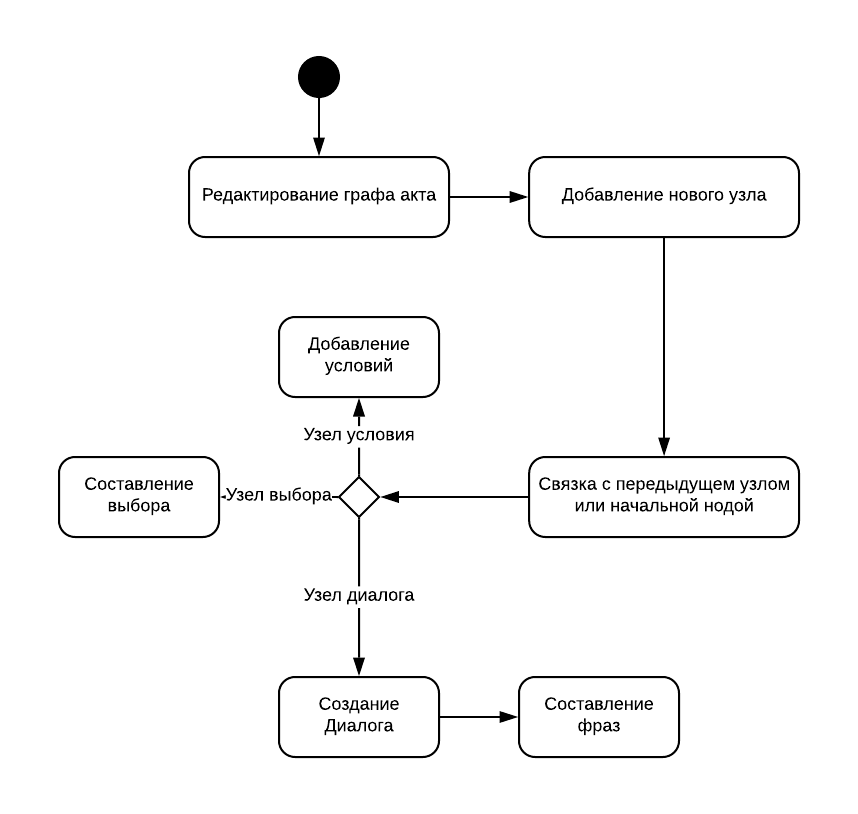 Редактирование графа акта
Добавление нового узла
Добавление
условий
Узел условия
Составление
выбора
Узел выбора
Связка с передыдущем узлом
или начальной нодой
Узел диалога
Создание
Диалога
Составление
фраз